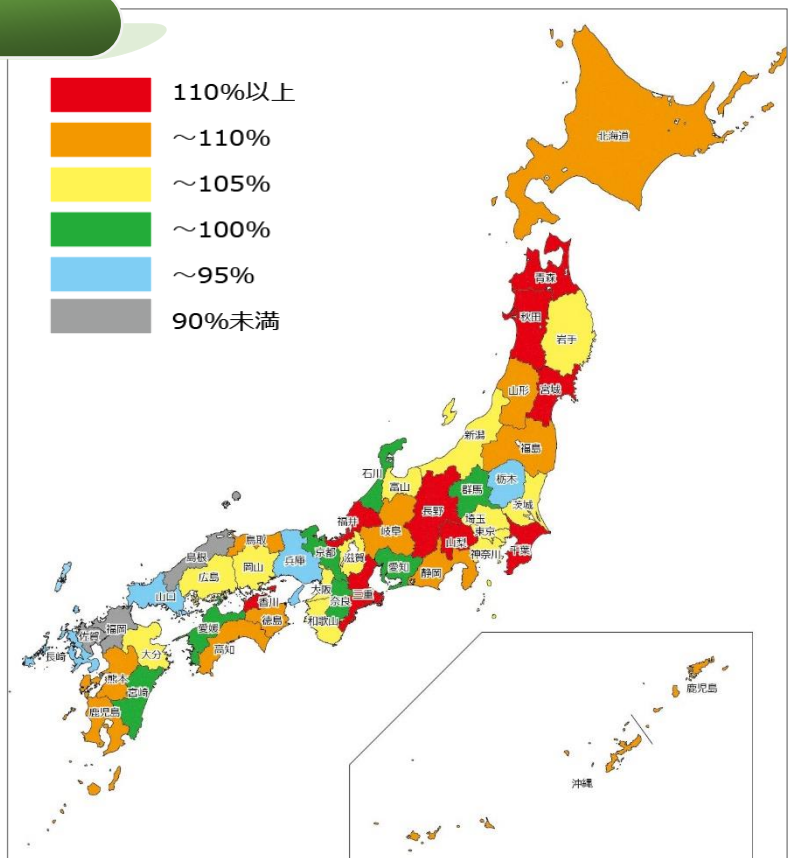 110%以上
～110%
～105%
～100%
～95%
90%未満
北海道
青森
秋田
岩手
山形
宮城
新潟
福島
石川
富山
群馬
栃木
茨城
福井
長野
埼玉
東京
岐阜
山梨
神奈川
千葉
鳥取
島根
京都
滋賀
愛知
静岡
兵庫
広島
岡山
大阪
奈良
三重
山口
香川
和歌山
徳島
愛媛
高知
福岡
佐賀
長崎
大分
熊本
宮崎
鹿児島
鹿児島
沖縄